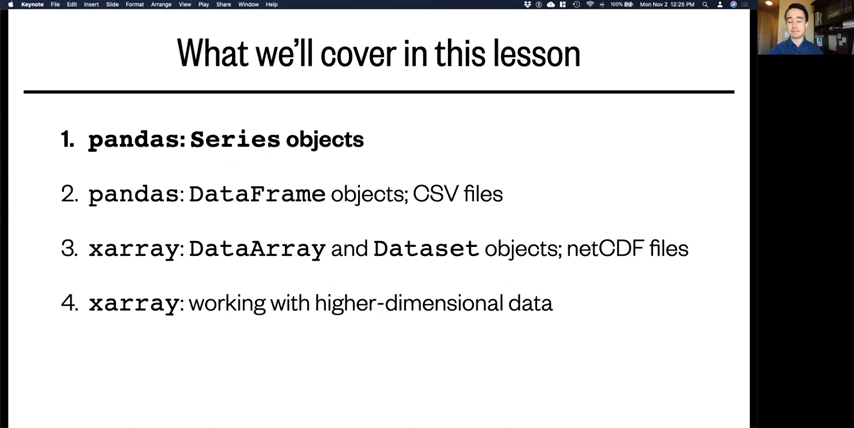 Keynote File Edit Insert Slide Format Arrange View Play Share Window Help 100% Mon Nov 2 12:25 PM
What we'll cover in this lesson
1. pandas: Series objects
2. pandas: DataFrame objects; CSV files
3. xarray: DataArray and Dataset objects; netCDF files
4. xarray: working with higher-dimensional data